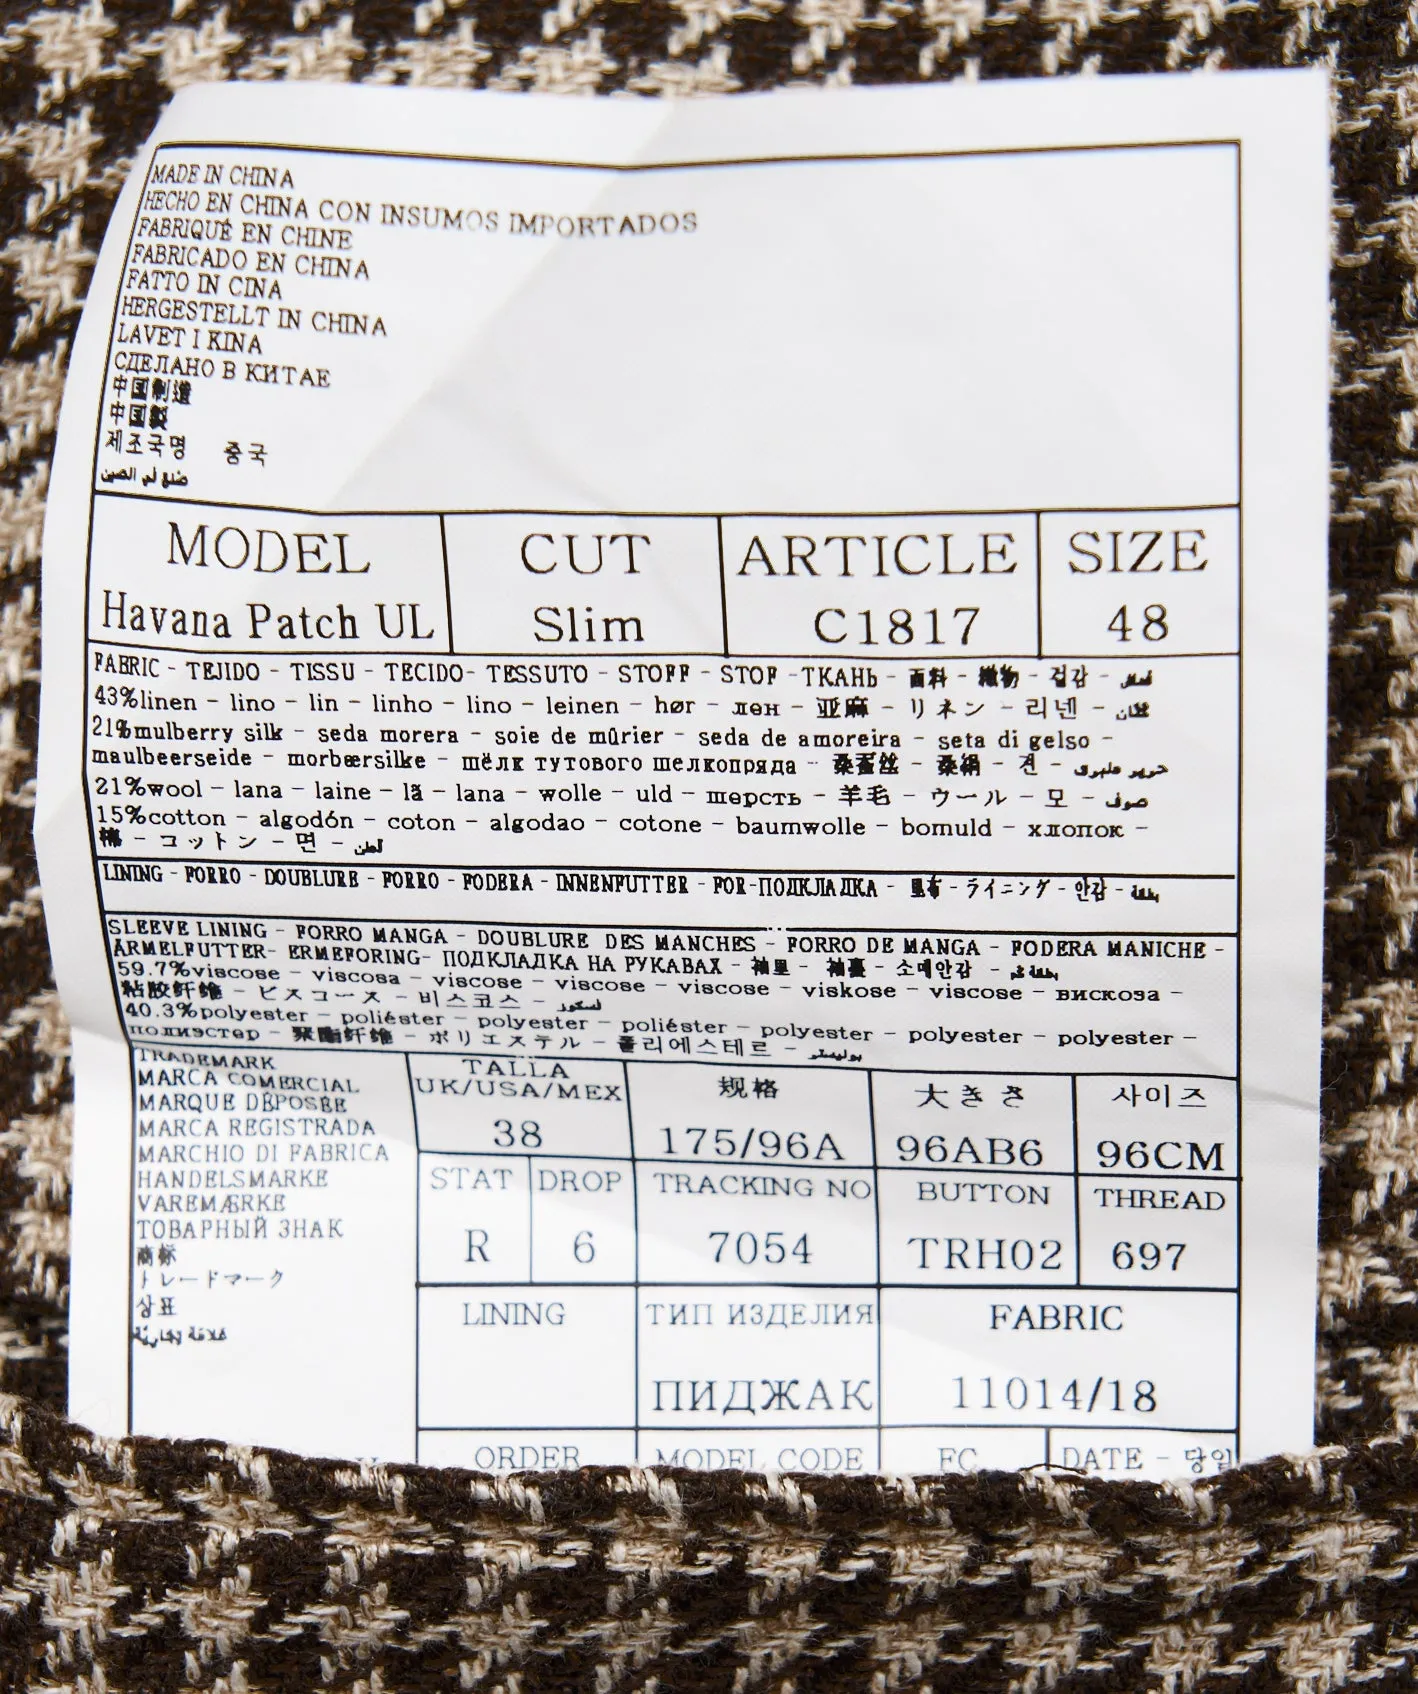 MADE IN CHINA
HECHO EN CHINA CON INSUMOS IMPORTADOS
FABRIQUÉ EN CHINE
FABRICADO EN CHINA
FATTO IN CINA
HERGESTELLT IN CHINA
LAVET I KINA
СДЕЛАНО В КИТАЕ
中国制造
中国製
제조국명 중국
صنع في الصين
MODEL CUT ARTICLE SIZE
Havana Patch UL Slim C1817 48
FABRIC - TEJIDO - TISSU - TECIDO- TESSUTO - STOFF - STOF -ТКАНЬ - 面料 - 織物 - 겉감 -
43%linen - lino - lin - linho - lino - leinen - hør - лен - 亚麻 - リネン - 리넨 - كتان
21%mulberry silk - seda morera - soie de mûrier - seda de amoreira - seta di gelso -
maulbeerseide - morbærsilke - шёлк тутового шелкопряда - 桑蚕丝 - 桑絹 - 견 -
21%wool - lana - laine - lã - lana - wolle - uld - шерсть - 羊毛 - ウール - 모 - صوف
15%cotton - algodón - coton - algodao - cotone - baumwolle - bomuld - хлопок -
棉 - コットン - 면 - قطن
LINING - FORRO - DOUBLURE - FORRO - FODERA - INNENFUTTER - FOR-ПОДКЛАДКА - 里布 - ライニング - 안감 - بطانة
SLEEVE LINING - FORRO MANGA - DOUBLURE DES MANCHES - FORRO DE MANGA - FODERA MANICHE -
ÄRMELFUTTER- ERMEFORING- ПОДКЛАДКА НА РУКАВАХ - 袖里 - 袖裏 - 소매안감 -
59.7%viscose - viscosa - viscose - viscose - viscose - viskose - viscose - вискоза -
粘胶纤维 - ビスコース - 비스코스 -
40.3%polyester - poliéster - polyester - poliéster - polyester - polyester - polyester -
полиэстер - 聚酯纤维 - ポリエステル - 폴리에스테르 - بوليستر
TRADEMARK
MARCA COMERCIAL
MARQUE DÉPOSÉE
MARCA REGISTRADA
MARCHIO DI FABRICA
HANDELSMARKE
VAREMÆRKE
ТОВАРНЫЙ ЗНАК
商标
トレードマーク
상표
علامة تجارية
TALLA
UK/USA/MEX 规格 大きさ 사이즈
38 175/96A 96AB6 96CM
STAT DROP TRACKING NO BUTTON THREAD
R 6 7054 TRH02 697
LINING ТИП ИЗДЕЛИЯ FABRIC
ПИДЖАК 11014/18
ORDER MODEL CODE FC DATE - 당일